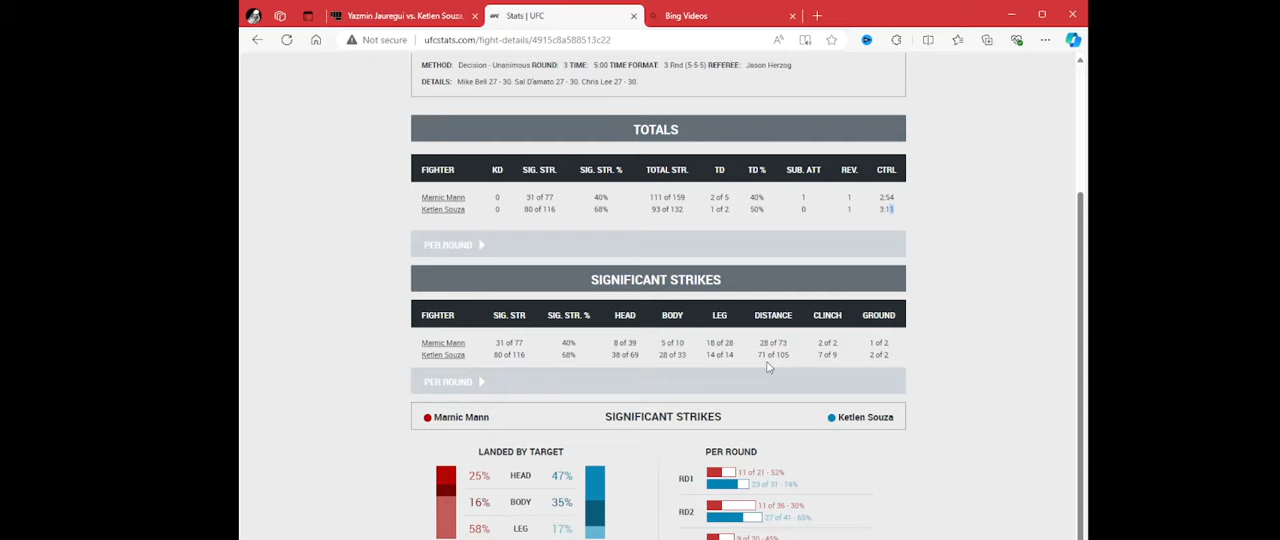 Yazmin Jauregui vs. Ketlen Souza,
UFC Stats | UFC
Bing Videos
Not secure ufcstats.com/fight-details/4915c8a588513c22
METHOD: Decision - Unanimous ROUND: 3 TIME: 5:00 TIME FORMAT: 3 Rnd (5-5-5) REFEREE: Jason Herzog
DETAILS: Mike Bell 27 - 30. Sal D'amato 27 - 30. Chris Lee 27 - 30.
TOTALS
FIGHTER KD SIG. STR. SIG. STR. % TOTAL STR. TD TD % SUB. ATT REV. CTRL
Marnic Mann 0 31 of 77 40% 111 of 159 2 of 5 40% 1 1 2:54
Ketlen Souza 0 80 of 116 68% 93 of 132 1 of 2 50% 0 1 3:11
PER ROUND
SIGNIFICANT STRIKES
FIGHTER SIG. STR SIG. STR. % HEAD BODY LEG DISTANCE CLINCH GROUND
Marnic Mann 31 of 77 40% 8 of 39 5 of 10 18 of 28 28 of 73 2 of 2 1 of 2
Ketlen Souza 80 of 116 68% 38 of 69 28 of 33 14 of 14 71 of 105 7 of 9 2 of 2
PER ROUND
Marnic Mann SIGNIFICANT STRIKES Ketlen Souza
LANDED BY TARGET
25% HEAD 47%
16% BODY 35%
58% LEG 17%
PER ROUND
RD1 11 of 21 - 52%
23 of 31 - 74%
RD2 11 of 36 - 30%
27 of 41 - 65%
9 of 20 - 45%